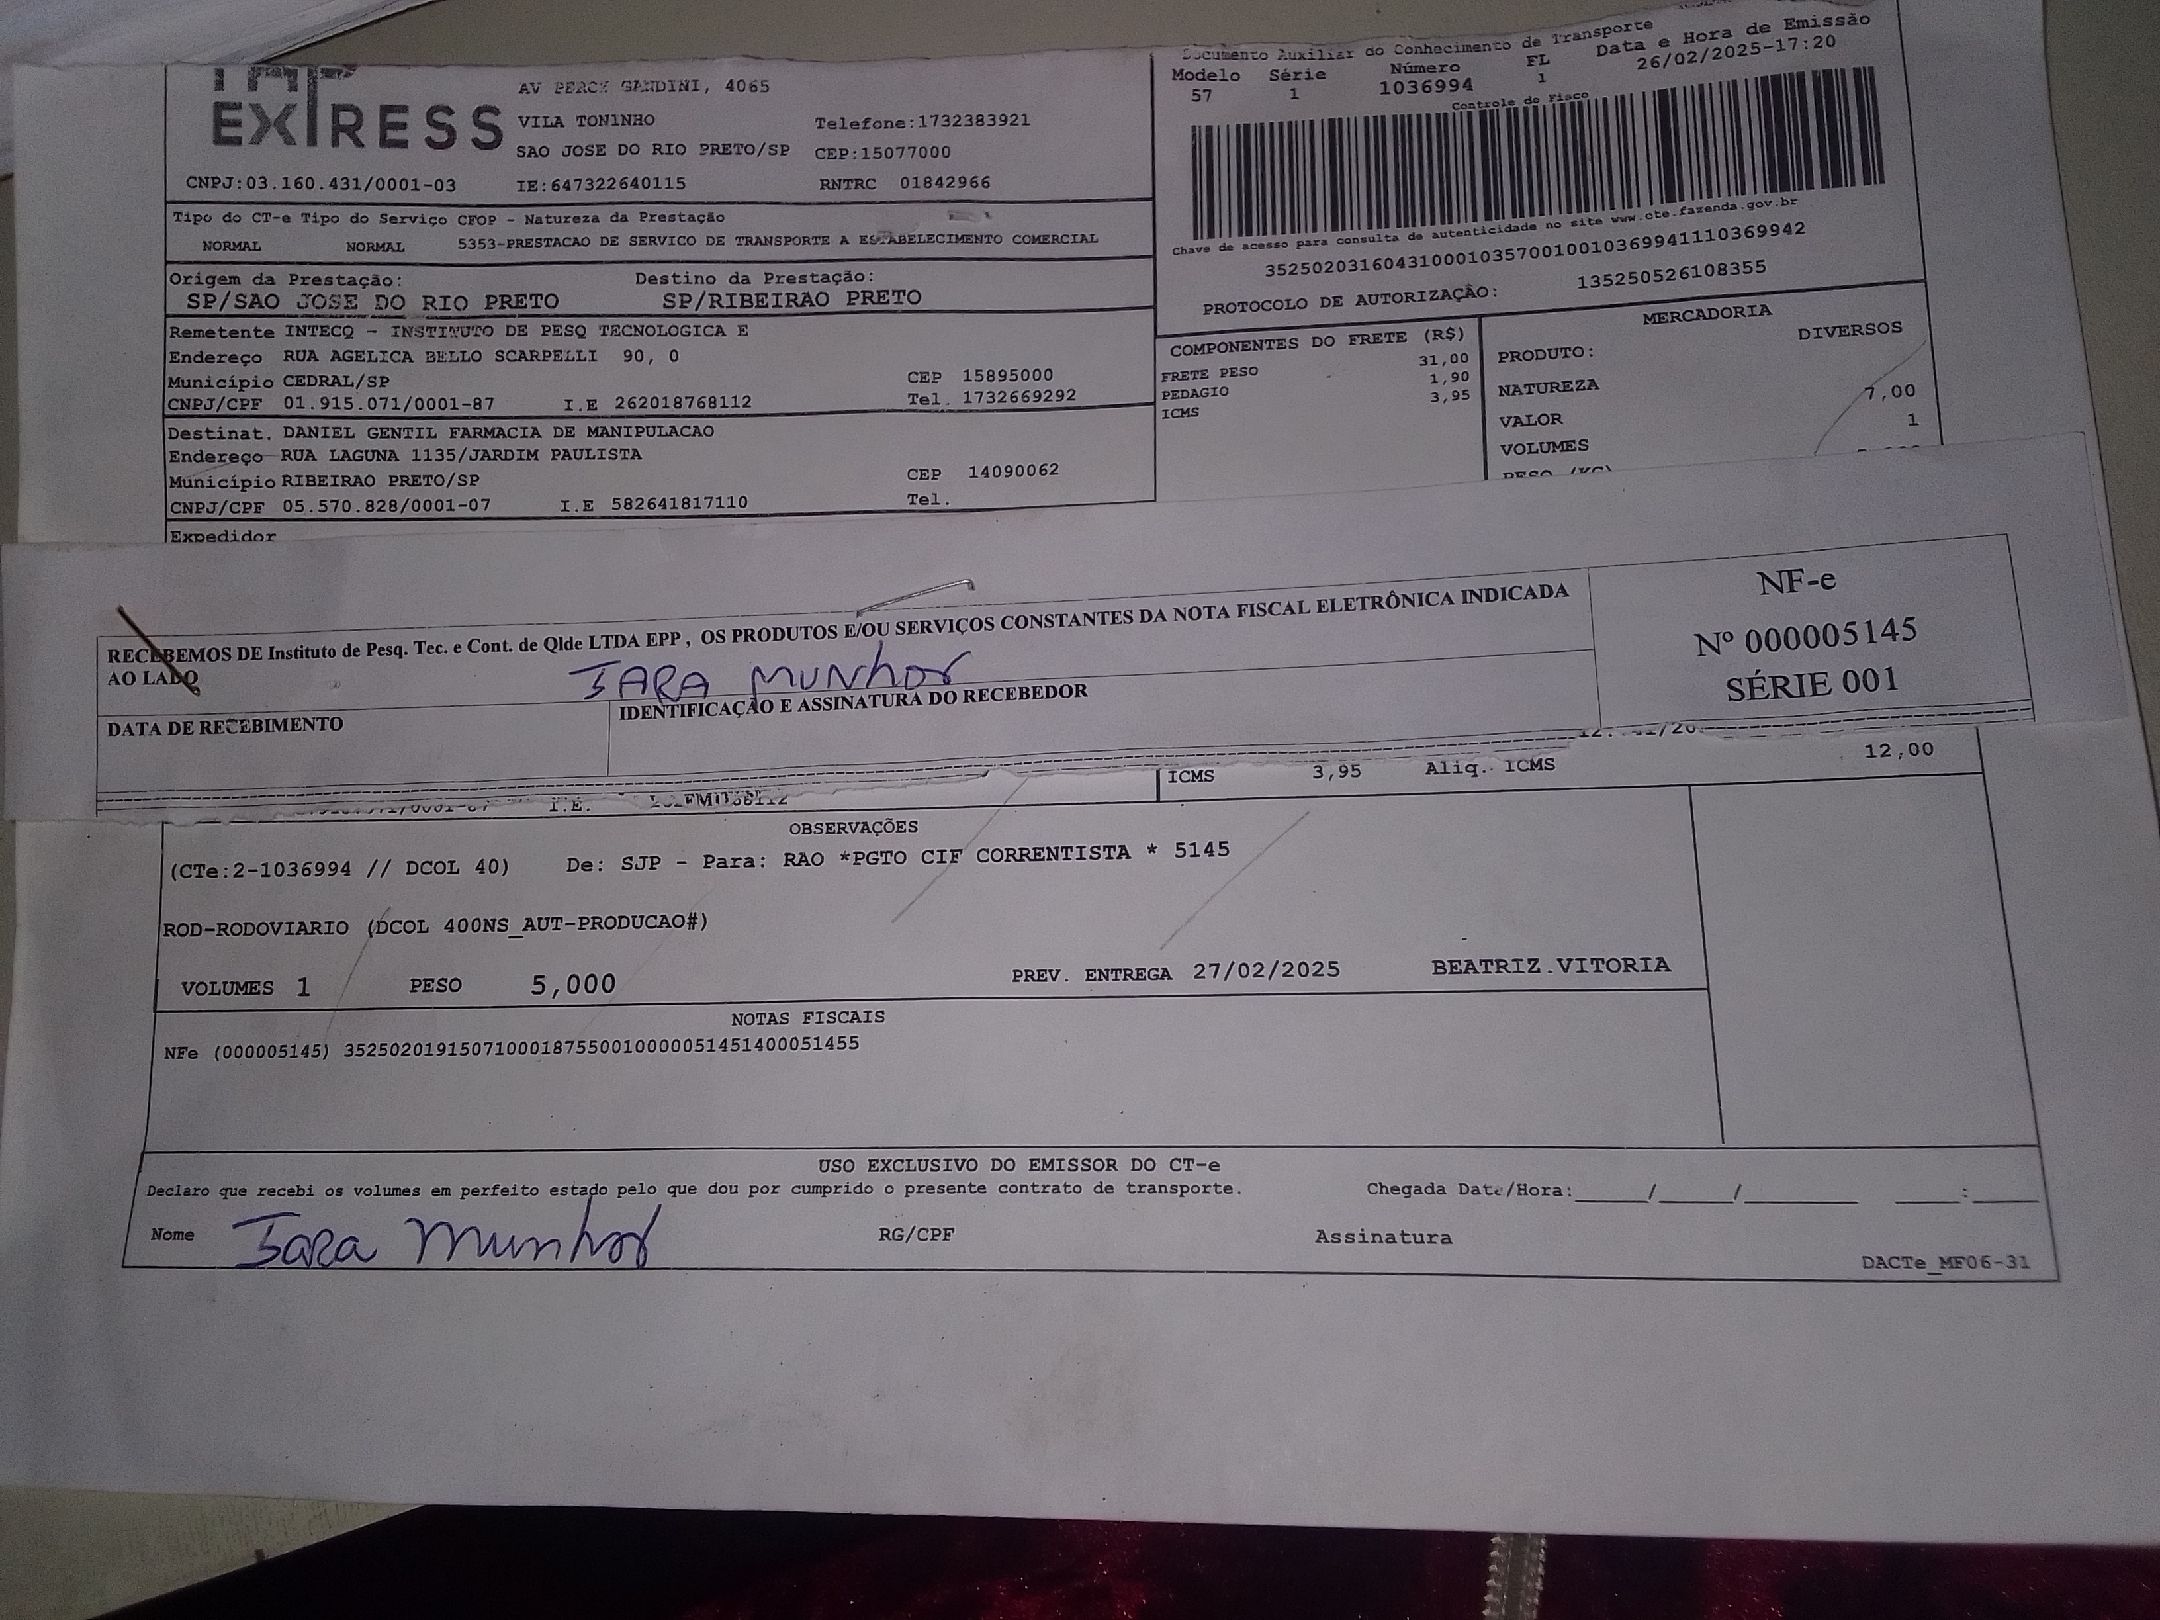 EXPRESS
AV PERCY GANDINI, 4065
VILA TONINHO Telefone:1732383921
SAO JOSE DO RIO PRETO/SP CEP:15077000
CNPJ:03.160.431/0001-03 IE:647322640115 RNTRC 01842966
Documento Auxiliar do Conhecimento de Transporte
Modelo Série Número FL Data e Hora de Emissão
57 1 1036994 1 26/02/2025-17:20
Controle do Fisco
Chave de acesso para consulta de autenticidade no site www.cte.fazenda.gov.br
35250203160431000103570010010369941110369942
PROTOCOLO DE AUTORIZAÇÃO: 135250526108355
Tipo do CT-e Tipo do Serviço CFOP - Natureza da Prestação
NORMAL NORMAL 5353-PRESTACAO DE SERVICO DE TRANSPORTE A ESTABELECIMENTO COMERCIAL
Origem da Prestação: Destino da Prestação:
SP/SAO JOSE DO RIO PRETO SP/RIBEIRAO PRETO
Remetente INTECQ - INSTITUTO DE PESQ TECNOLOGICA E
Endereço RUA AGELICA BELLO SCARPELLI 90, 0
Município CEDRAL/SP CEP 15895000
CNPJ/CPF 01.915.071/0001-87 I.E 262018768112 Tel. 1732669292
Destinat. DANIEL GENTIL FARMACIA DE MANIPULACAO
Endereço RUA LAGUNA 1135/JARDIM PAULISTA
Município RIBEIRAO PRETO/SP CEP 14090062
CNPJ/CPF 05.570.828/0001-07 I.E 582641817110 Tel.
Expedidor
COMPONENTES DO FRETE (R$)
FRETE PESO 31,00
PEDAGIO 1,90
ICMS 3,95
MERCADORIA
PRODUTO: DIVERSOS
NATUREZA
VALOR 7,00
VOLUMES 1
PESO (KG)
RECEBEMOS DE Instituto de Pesq. Tec. e Cont. de Qlde LTDA EPP , OS PRODUTOS E/OU SERVIÇOS CONSTANTES DA NOTA FISCAL ELETRÔNICA INDICADA
AO LADO
IARA MUNHOZ
DATA DE RECEBIMENTO IDENTIFICAÇÃO E ASSINATURA DO RECEBEDOR
NF-e
Nº 000005145
SÉRIE 001
I.E.
ICMS 3,95 Aliq. ICMS 12,00
OBSERVAÇÕES
(CTe:2-1036994 // DCOL 40) De: SJP - Para: RAO *PGTO CIF CORRENTISTA * 5145
ROD-RODOVIARIO (DCOL 400NS_AUT-PRODUCAO#)
VOLUMES 1 PESO 5,000 PREV. ENTREGA 27/02/2025 BEATRIZ.VITORIA
NOTAS FISCAIS
NFe (000005145) 35250201915071000187550010000051451400051455
USO EXCLUSIVO DO EMISSOR DO CT-e
Declaro que recebi os volumes em perfeito estado pelo que dou por cumprido o presente contrato de transporte. Chegada Date/Hora:_____/_____/_______ ____:____
Nome Iara Munhoz RG/CPF Assinatura
DACTe_MF06-31